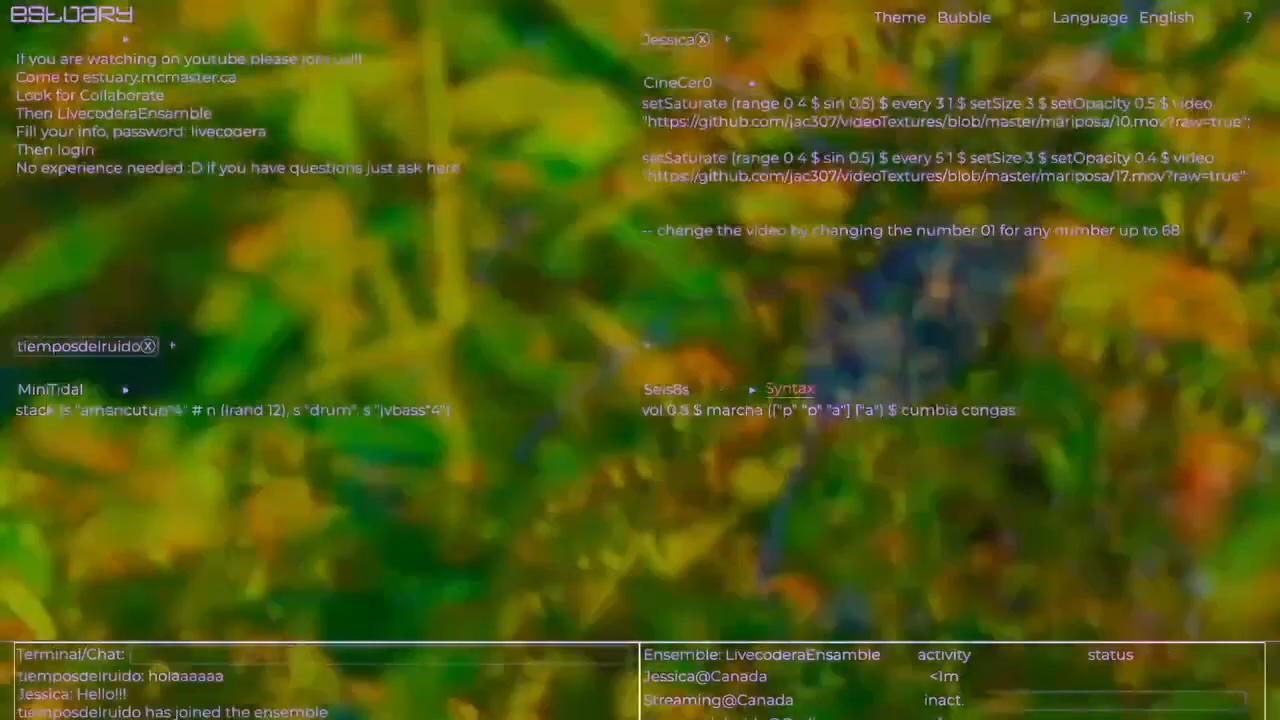 estuary
Theme Bubble Language English ?
If you are watching on youtube please join us!!!
Come to estuary.mcmaster.ca
Look for Collaborate
Then LivecoderaEnsamble
Fill your info, password: livecodera
Then login
No experience needed :D if you have questions just ask here
Jessica
CineCer0
setSaturate (range 0 4 $ sin 0.5) $ every 3 1 $ setSize 3 $ setOpacity 0.5 $ video
"https://github.com/jac307/videoTextures/blob/master/mariposa/10.mov?raw=true";
setSaturate (range 0 4 $ sin 0.5) $ every 5 1 $ setSize 3 $ setOpacity 0.4 $ video
"https://github.com/jac307/videoTextures/blob/master/mariposa/17.mov?raw=true"
-- change the video by changing the number 01 for any number up to 68
tiemposdelruido
MiniTidal
stack # n (irand 12), s "drum", s "jvbass*4"]
Seis8s Syntax
vol 0.8 $ marcha (["p" "p" "a"] ["a") $ cumbia congas
Terminal/Chat:
tiemposdelruido: holaaaaaa
Jessica: Hello!!!
tiemposdelruido has joined the ensemble
Ensemble: LivecoderaEnsamble activity status
Jessica@Canada <1m
Streaming@Canada inact.